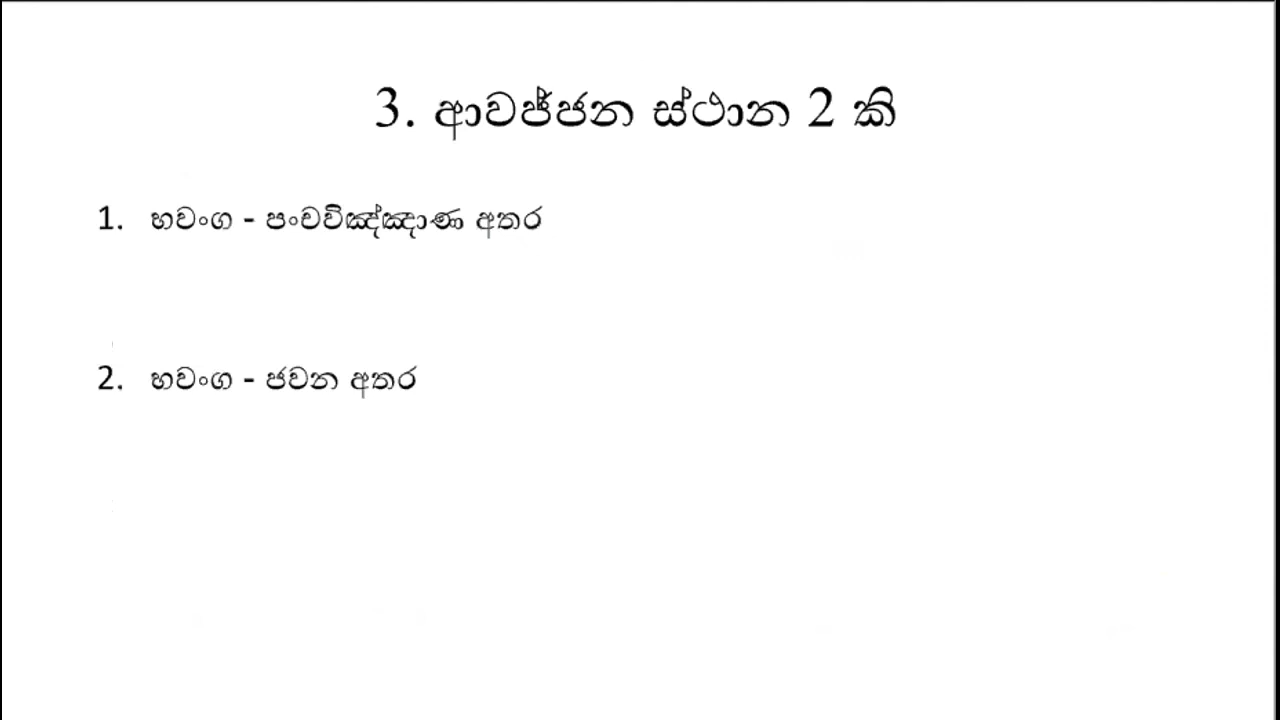 3. ආවජ්ජන ස්ථාන 2 කි
1. භවංග - පංචවිඤ්ඤාණ අතර
2. භවංග - ජවන අතර